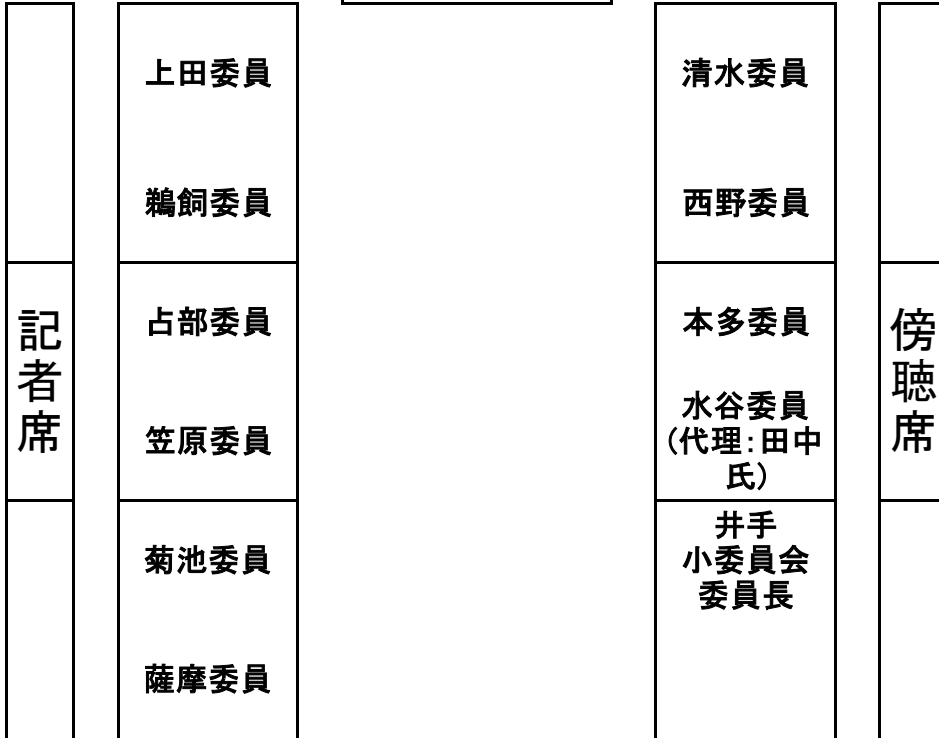 上田委員
鵜飼委員
占部委員
笠原委員
菊池委員
薩摩委員
清水委員
西野委員
本多委員
水谷委員
(代理:田中
氏)
井手
小委員会
委員長
記者席
傍聴席